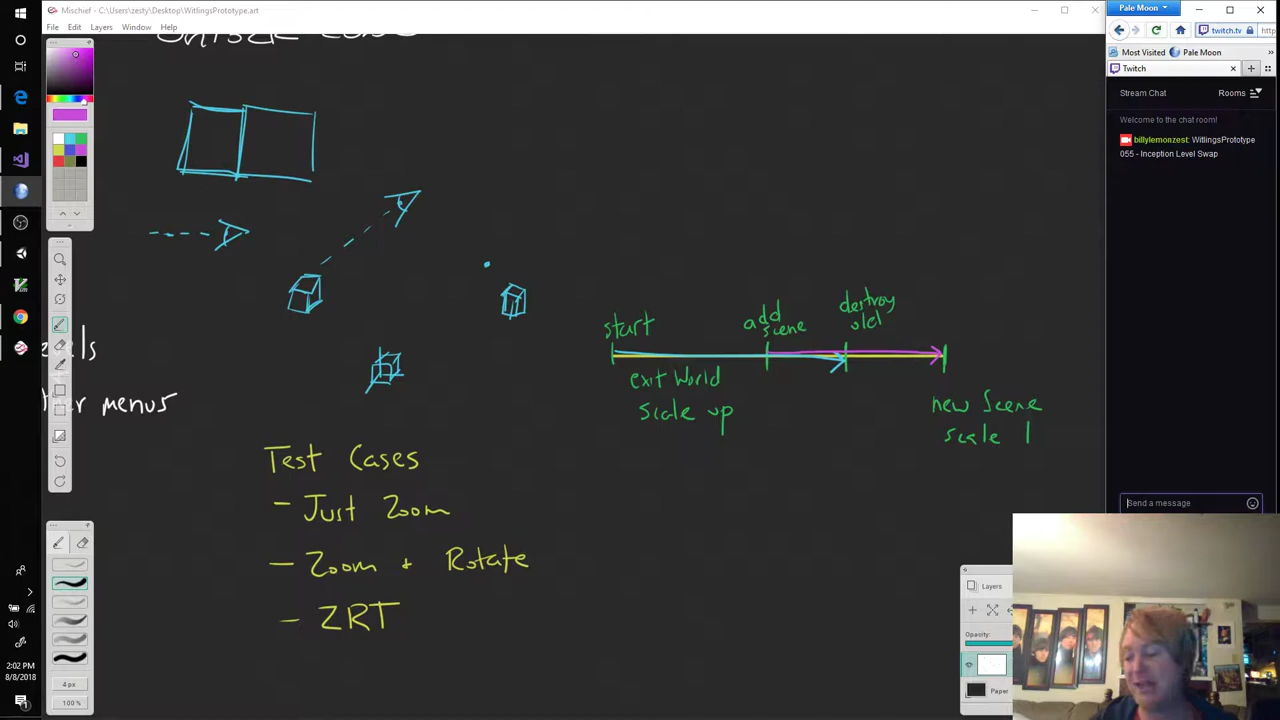 Mischief - C:\Users\zesty\Desktop\WitlingsPrototype.art
File Edit Layers Window Help
Pale Moon
twitch.tv
http
Most Visited Pale Moon
Twitch
Stream Chat Rooms
Welcome to the chat room!
billylemonzest: WitlingsPrototype
055 - Inception Level Swap
start
add
scene
destroy
old
exit World
scale up
new Scene
scale 1
menus
Test Cases
- Just Zoom
- Zoom + Rotate
- ZRT
Send a message
Layers
Opacity:
Paper
4 px
100 %
2:02 PM
8/8/2018